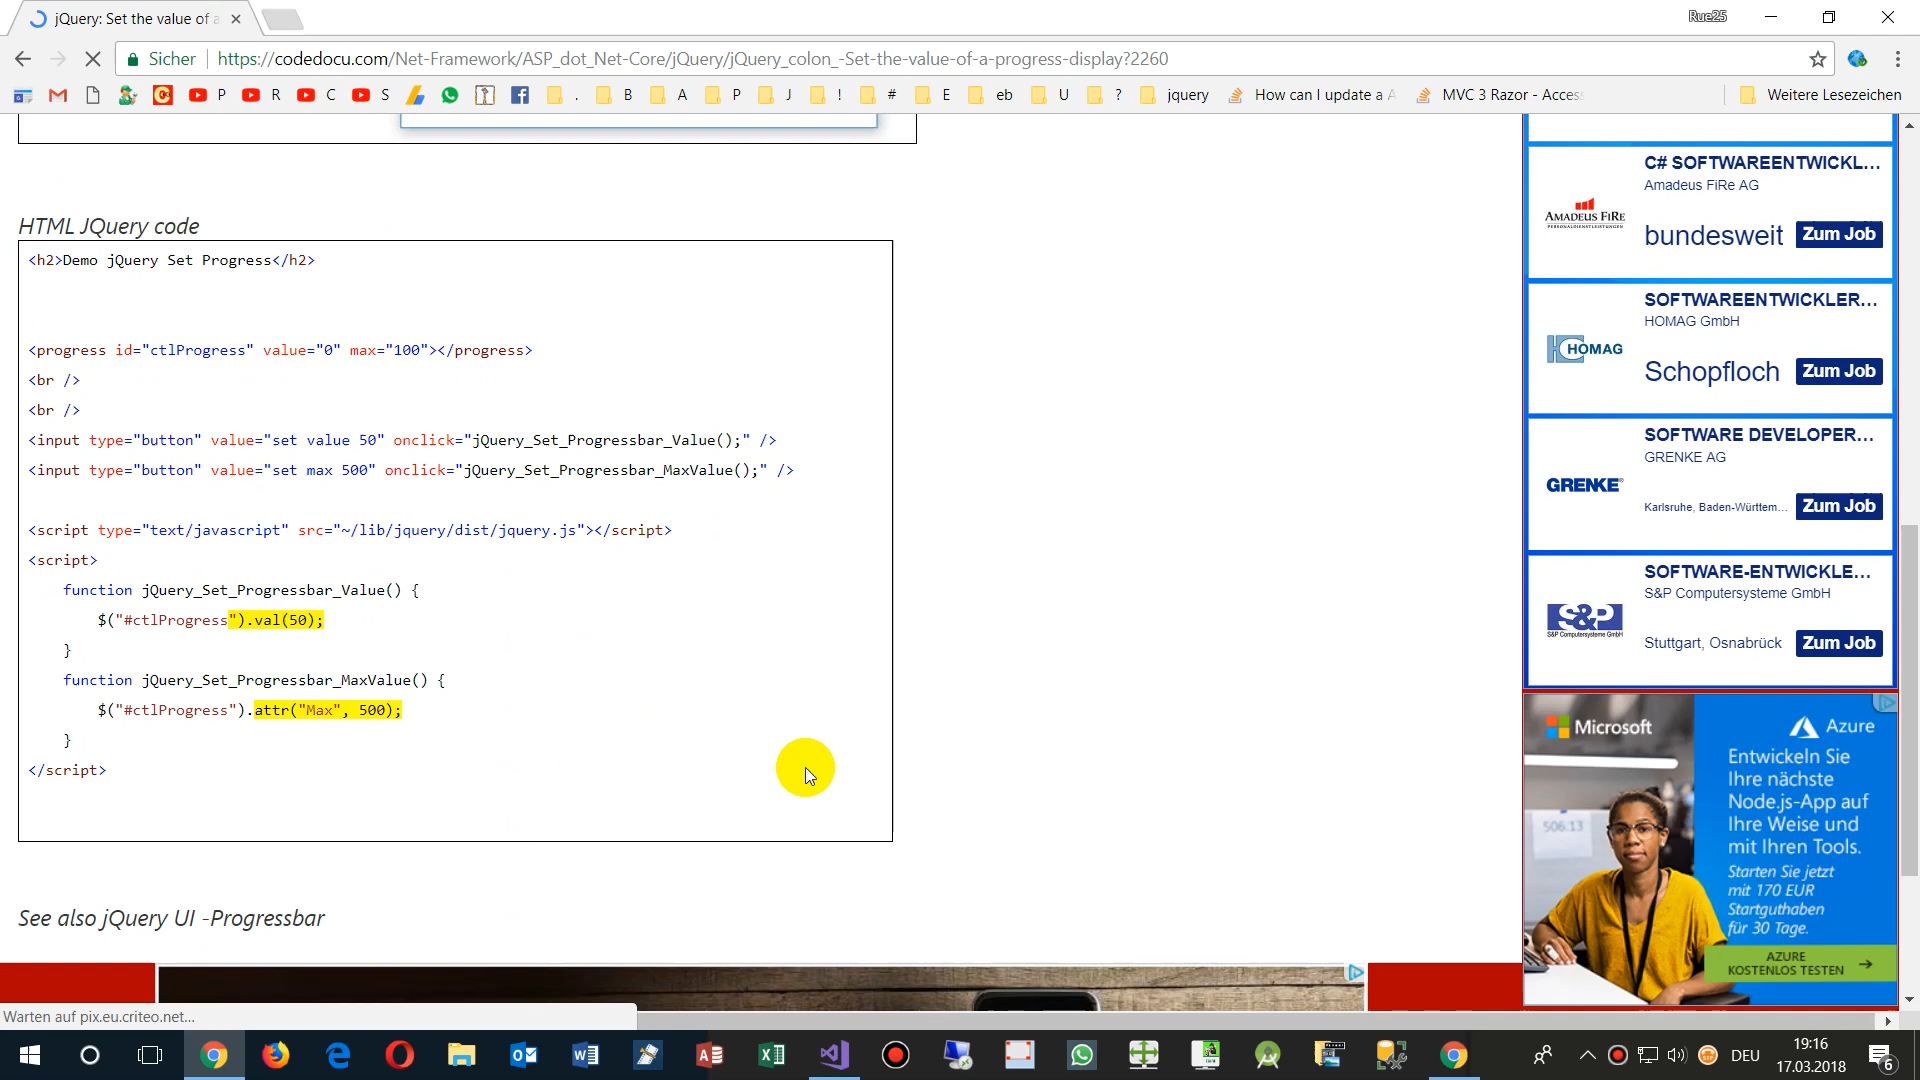 jQuery: Set the value of a
Rue25
Sicher
https://codedocu.com/Net-Framework/ASP_dot_Net-Core/jQuery/jQuery_colon_-Set-the-value-of-a-progress-display?2260
P
R
C
S
.
B
A
P
J
!
#
E
eb
U
?
jquery
How can I update a A
MVC 3 Razor - Access
Weitere Lesezeichen
HTML JQuery code
<h2>Demo jQuery Set Progress</h2>
<progress id="ctlProgress" value="0" max="100"></progress>
<br />
<br />
<input type="button" value="set value 50" onclick="jQuery_Set_Progressbar_Value();" />
<input type="button" value="set max 500" onclick="jQuery_Set_Progressbar_MaxValue();" />
<script type="text/javascript" src="~/lib/jquery/dist/jquery.js"></script>
<script>
function jQuery_Set_Progressbar_Value() {
$("#ctlProgress").val(50);
}
function jQuery_Set_Progressbar_MaxValue() {
$("#ctlProgress").attr("Max", 500);
}
</script>
See also jQuery UI -Progressbar
C# SOFTWAREENTWICKL...
Amadeus FiRe AG
AMADEUS FIRE
bundesweit
Zum Job
SOFTWAREENTWICKLER...
HOMAG GmbH
HOMAG
Schopfloch
Zum Job
SOFTWARE DEVELOPER...
GRENKE AG
GRENKE
Karlsruhe, Baden-Württem...
Zum Job
SOFTWARE-ENTWICKLE...
S&P Computersysteme GmbH
S&P
S&P Computersysteme GmbH
Stuttgart, Osnabrück
Zum Job
Microsoft
Azure
Entwickeln Sie
Ihre nächste
Node.js-App auf
Ihre Weise und
mit Ihren Tools.
Starten Sie jetzt
mit 170 EUR
Startguthaben
für 30 Tage.
AZURE
KOSTENLOS TESTEN
506.13
Warten auf pix.eu.criteo.net...
DEU
19:16
17.03.2018
6